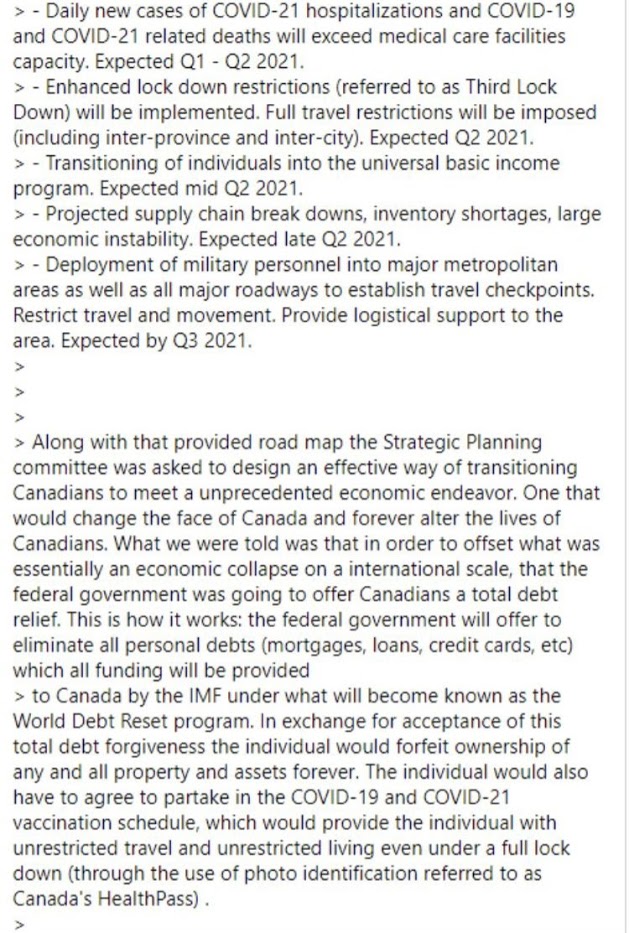 > - Daily new cases of COVID-21 hospitalizations and COVID-19
and COVID-21 related deaths will exceed medical care facilities
capacity. Expected Q1 - Q2 2021.
> - Enhanced lock down restrictions (referred to as Third Lock
Down) will be implemented. Full travel restrictions will be imposed
(including inter-province and inter-city). Expected Q2 2021.
> - Transitioning of individuals into the universal basic income
program. Expected mid Q2 2021.
> - Projected supply chain break downs, inventory shortages, large
economic instability. Expected late Q2 2021.
> - Deployment of military personnel into major metropolitan
areas as well as all major roadways to establish travel checkpoints.
Restrict travel and movement. Provide logistical support to the
area. Expected by Q3 2021.
>
>
>
> Along with that provided road map the Strategic Planning
committee was asked to design an effective way of transitioning
Canadians to meet a unprecedented economic endeavor. One that
would change the face of Canada and forever alter the lives of
Canadians. What we were told was that in order to offset what was
essentially an economic collapse on a international scale, that the
federal government was going to offer Canadians a total debt
relief. This is how it works: the federal government will offer to
eliminate all personal debts (mortgages, loans, credit cards, etc)
which all funding will be provided
> to Canada by the IMF under what will become known as the
World Debt Reset program. In exchange for acceptance of this
total debt forgiveness the individual would forfeit ownership of
any and all property and assets forever. The individual would also
have to agree to partake in the COVID-19 and COVID-21
vaccination schedule, which would provide the individual with
unrestricted travel and unrestricted living even under a full lock
down (through the use of photo identification referred to as
Canada's HealthPass) .
>